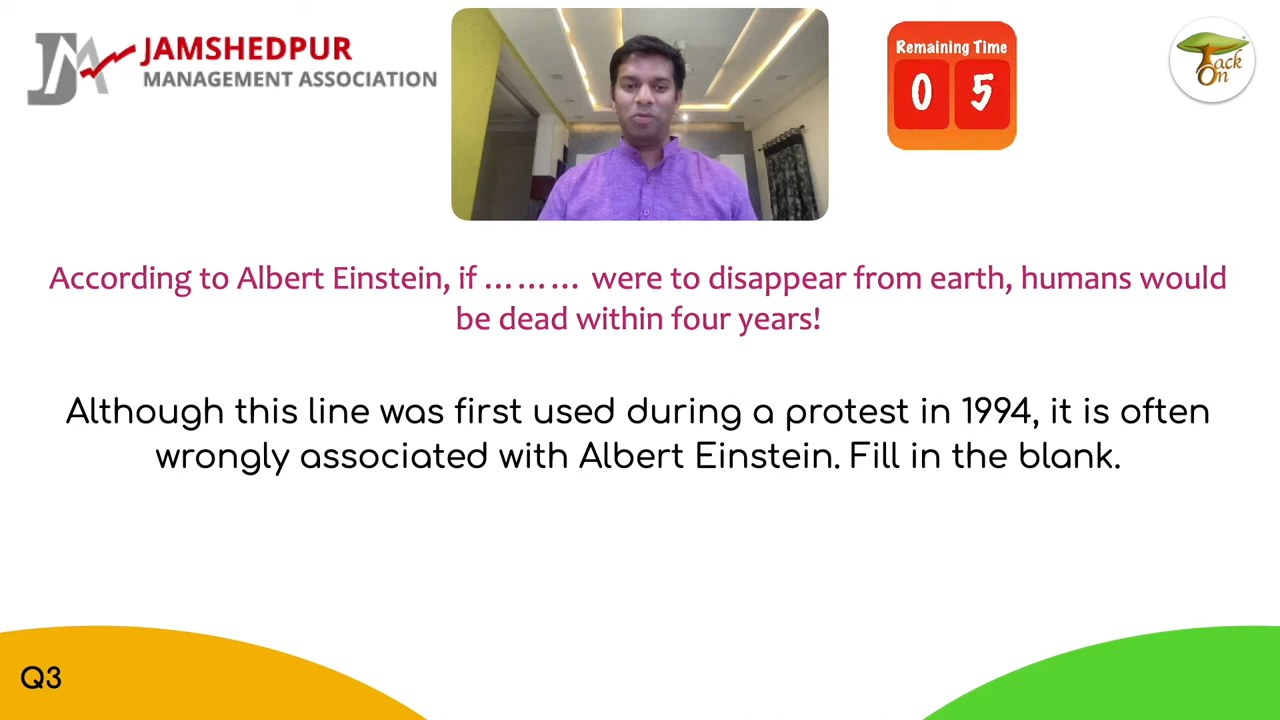 JAMSHEDPUR
MANAGEMENT ASSOCIATION
Remaining Time
0 5
Tack
On
According to Albert Einstein, if ......... were to disappear from earth, humans would
be dead within four years!
Although this line was first used during a protest in 1994, it is often
wrongly associated with Albert Einstein. Fill in the blank.
Q3